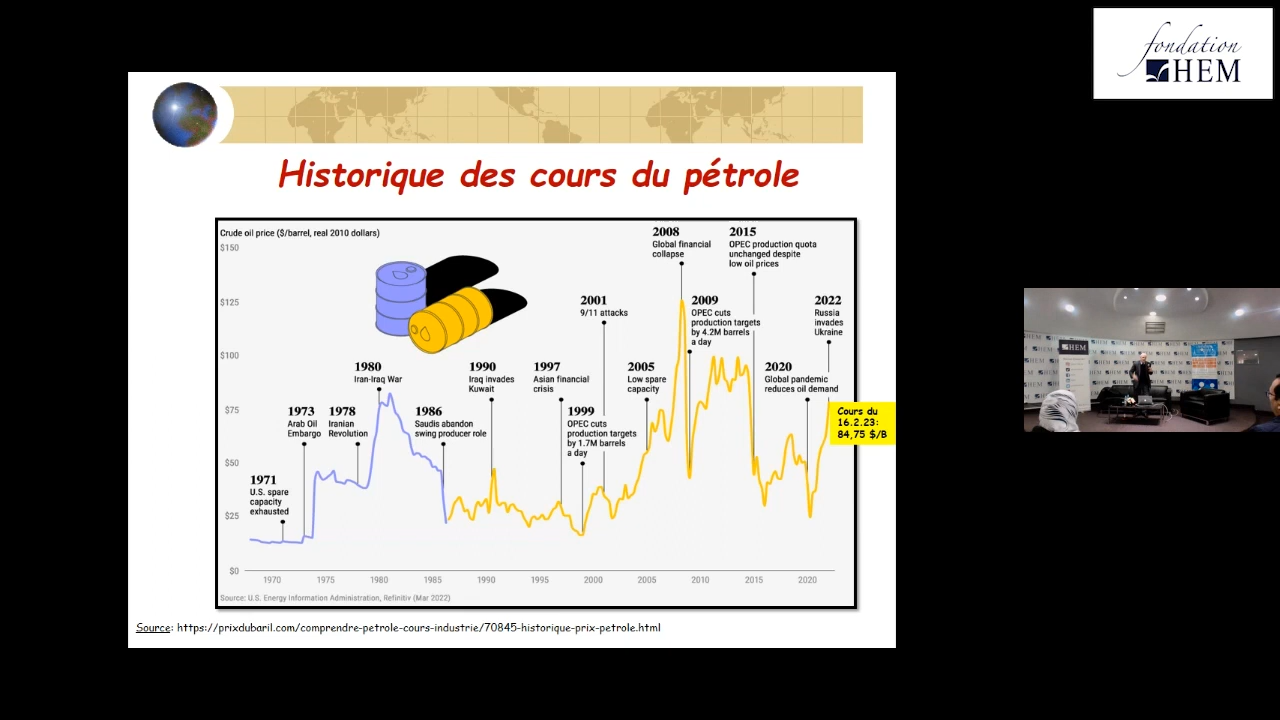 fondation
HEM
Historique des cours du pétrole
Crude oil price ($/barrel, real 2010 dollars)
$150
$125
$100
$75
$50
$25
$0
1971
U.S. spare
capacity
exhausted
1973
Arab Oil
Embargo
1978
Iranian
Revolution
1980
Iran-Iraq War
1986
Saudis abandon
swing producer role
1990
Iraq invades
Kuwait
1997
Asian financial
crisis
1999
OPEC cuts
production targets
by 1.7M barrels
a day
2001
9/11 attacks
2005
Low spare
capacity
2008
Global financial
collapse
2009
OPEC cuts
production targets
by 4.2M barrels
a day
2015
OPEC production quota
unchanged despite
low oil prices
2020
Global pandemic
reduces oil demand
2022
Russia
invades
Ukraine
Cours du
16.2.23:
84,75 $/B
1970 1975 1980 1985 1990 1995 2000 2005 2010 2015 2020
Source: U.S. Energy Information Administration, Refinitiv (Mar 2022)
Source: https://prixdubaril.com/comprendre-petrole-cours-industrie/70845-historique-prix-petrole.html
HEM